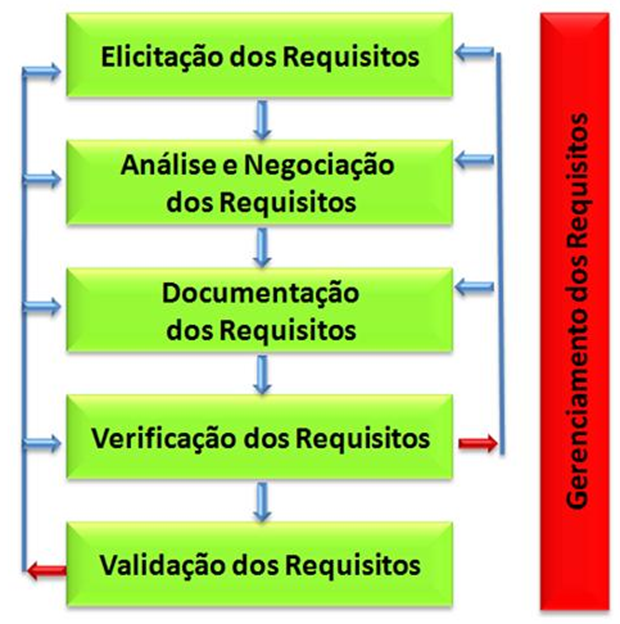 Elicitação dos Requisitos
Análise e Negociação
dos Requisitos
Documentação
dos Requisitos
Verificação dos Requisitos
Validação dos Requisitos
Gerenciamento dos Requisitos